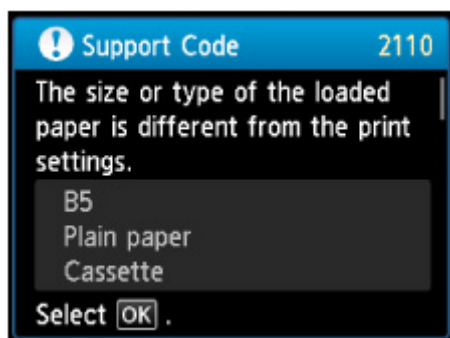 Support Code 2110
The size or type of the loaded
paper is different from the print
settings.
B5
Plain paper
Cassette
Select OK .